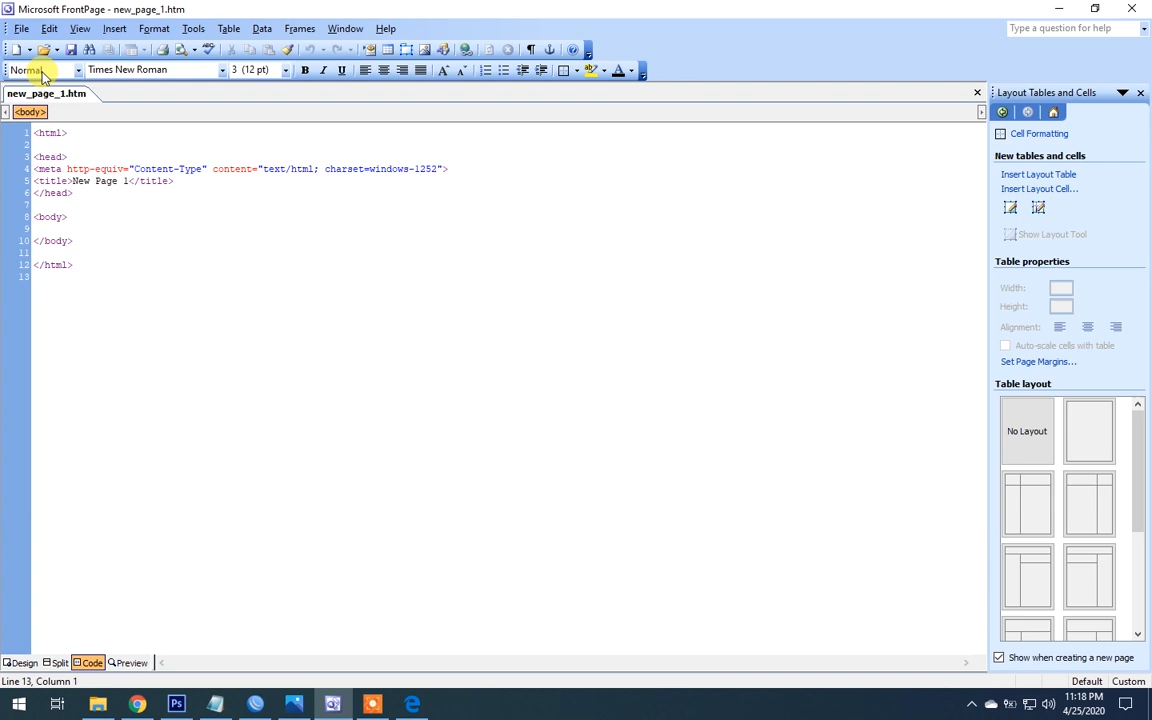 Microsoft FrontPage - new_page_1.htm
File Edit View Insert Format Tools Table Data Frames Window Help
Type a question for help
Normal Times New Roman 3 (12 pt) B I U
new_page_1.htm
<body>
1 <html>
2
3 <head>
4 <meta http-equiv="Content-Type" content="text/html; charset=windows-1252">
5 <title>New Page 1</title>
6 </head>
7
8 <body>
9
10 </body>
11
12 </html>
13
Layout Tables and Cells
Cell Formatting
New tables and cells
Insert Layout Table
Insert Layout Cell...
Show Layout Tool
Table properties
Width:
Height:
Alignment:
Auto-scale cells with table
Set Page Margins...
Table layout
No Layout
Show when creating a new page
Design Split Code Preview
Line 13, Column 1
Default Custom
Ps
11:18 PM
4/25/2020